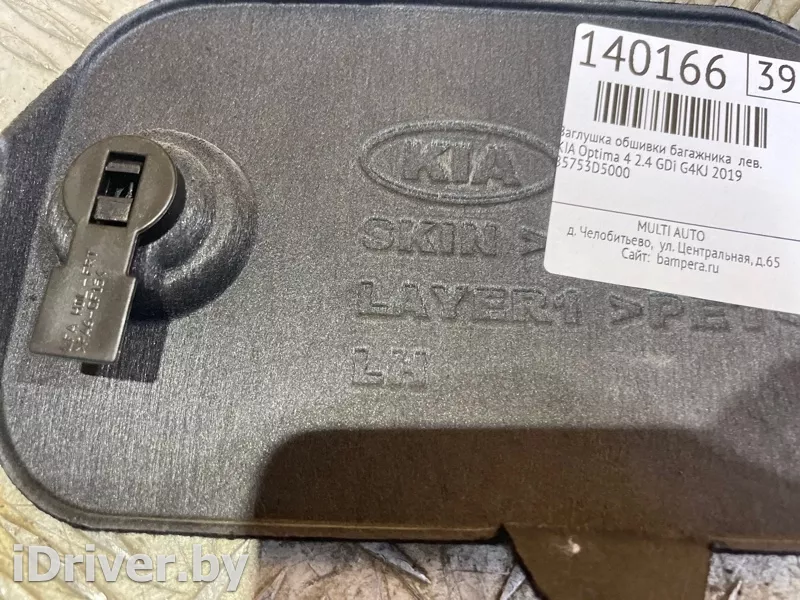 140166 39
Заглушка обшивки багажника лев.
KIA Optima 4 2.4 GDi G4KJ 2019
85753D5000
MULTI AUTO
д. Челобитьево, ул. Центральная, д.65
Сайт: bampera.ru
KIA
SKIN >
LAYER1 >PET
LH
iDriver.by